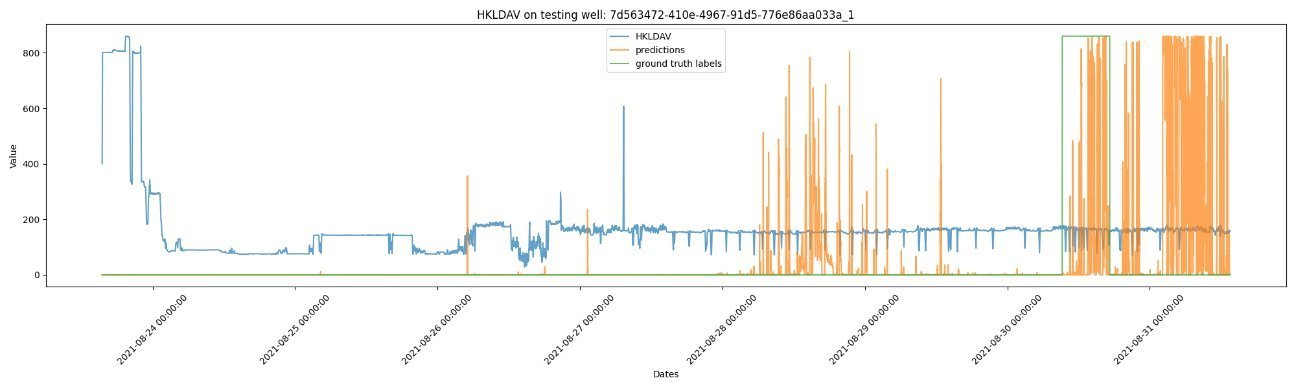 HKLDAV on testing well: 7d563472-410e-4967-91d5-776e86aa033a_1
HKLDAV
predictions
ground truth labels
Value
800
600
400
200
0
2021-08-24 00:00:00
2021-08-25 00:00:00
2021-08-26 00:00:00
2021-08-27 00:00:00
2021-08-28 00:00:00
2021-08-29 00:00:00
2021-08-30 00:00:00
2021-08-31 00:00:00
Dates